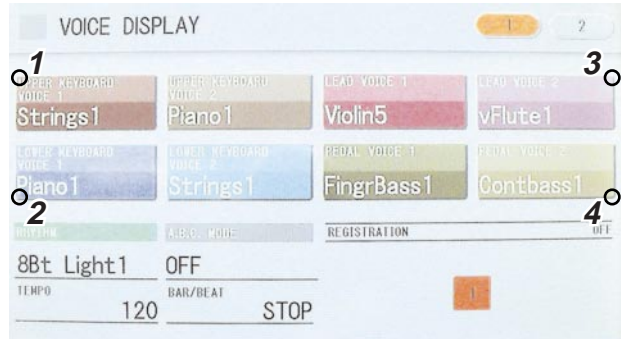 VOICE DISPLAY
1 2
1 3
UPPER KEYBOARD VOICE 1
Strings1
UPPER KEYBOARD VOICE 2
Piano1
LEAD VOICE 1
Violin5
LEAD VOICE 2
vFlute1
LOWER KEYBOARD VOICE 1
Piano1
LOWER KEYBOARD VOICE 2
Strings1
PEDAL VOICE 1
FingrBass1
PEDAL VOICE 2
Contbass1
2 4
RHYTHM
8Bt Light1
A.B.C. MODE
OFF
REGISTRATION OFF
TEMPO
120
BAR/BEAT
STOP
1